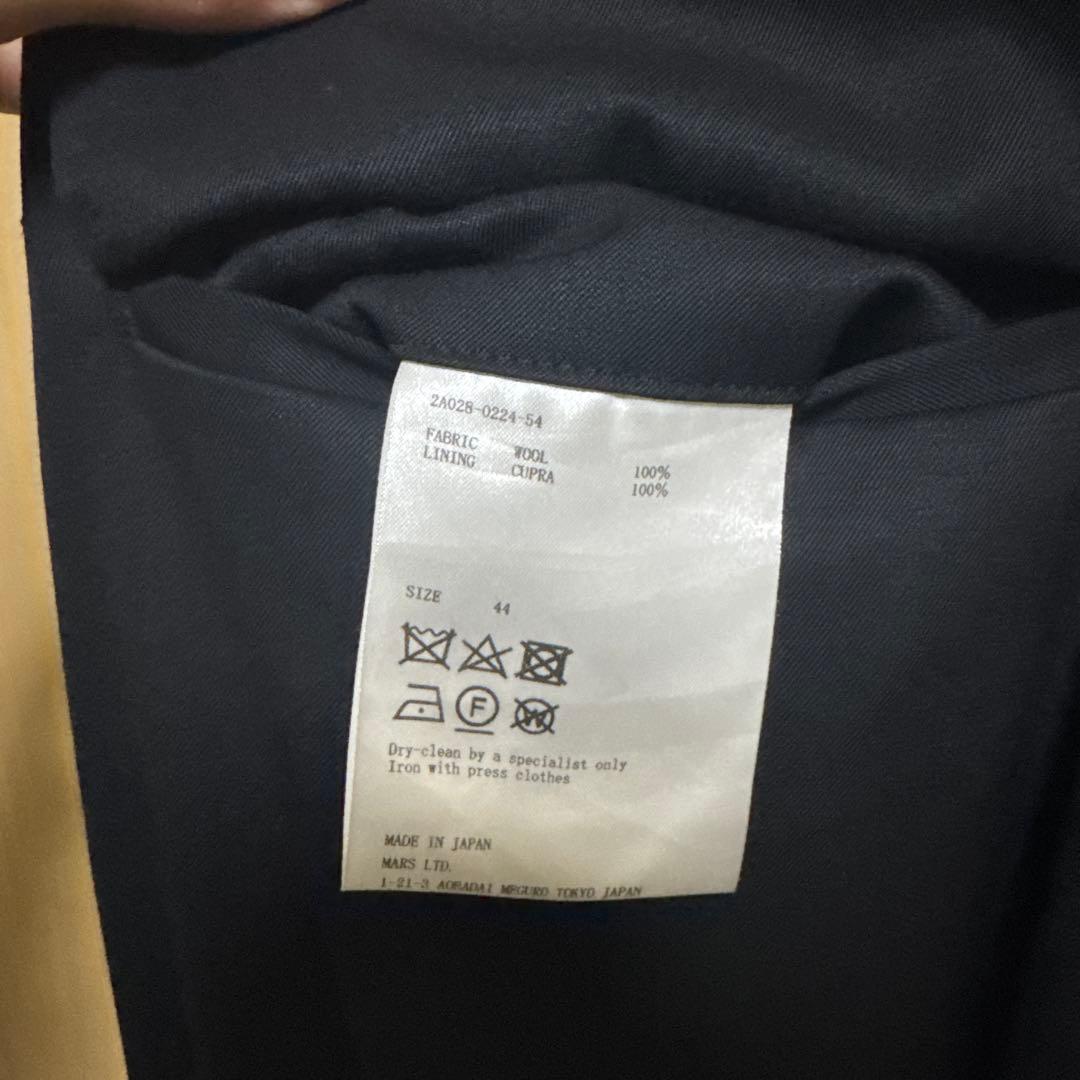 2A028-0224-54
FABRIC WOOL 100%
LINING CUPRA 100%
SIZE 44
F
W
Dry-clean by a specialist only
Iron with press clothes
MADE IN JAPAN
MARS LTD.
1-21-3 AOBADAI MEGURO TOKYO JAPAN